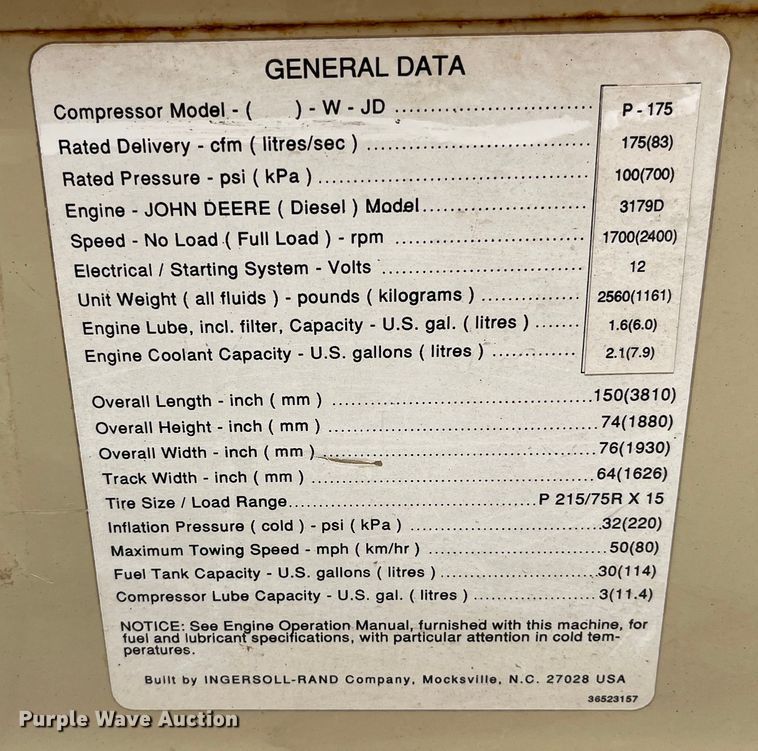 GENERAL DATA
Compressor Model - (      ) - W - JD ........................ P - 175
Rated Delivery - cfm ( litres/sec ) ........................ 175(83)
Rated Pressure - psi ( kPa ) ........................ 100(700)
Engine - JOHN DEERE ( Diesel ) Model ........................ 3179D
Speed - No Load ( Full Load ) - rpm ........................ 1700(2400)
Electrical / Starting System - Volts ........................ 12
Unit Weight ( all fluids ) - pounds ( kilograms ) ............... 2560(1161)
Engine Lube, incl. filter, Capacity - U.S. gal. ( litres ) ....... 1.6(6.0)
Engine Coolant Capacity - U.S. gallons ( litres ) ............. 2.1(7.9)
Overall Length - inch ( mm ) ........................ 150(3810)
Overall Height - inch ( mm ) ........................ 74(1880)
Overall Width - inch ( mm ) ........................ 76(1930)
Track Width - inch ( mm ) ........................ 64(1626)
Tire Size / Load Range ........................ P 215/75R X 15
Inflation Pressure ( cold ) - psi ( kPa ) ........................ 32(220)
Maximum Towing Speed - mph ( km/hr ) ........................ 50(80)
Fuel Tank Capacity - U.S. gallons ( litres ) ........................ 30(114)
Compressor Lube Capacity - U.S. gal. ( litres ) .................. 3(11.4)
NOTICE: See Engine Operation Manual, furnished with this machine, for
fuel and lubricant specifications, with particular attention in cold tem-
peratures.
Built by INGERSOLL-RAND Company, Mocksville, N.C. 27028 USA
36523157
Purple Wave Auction